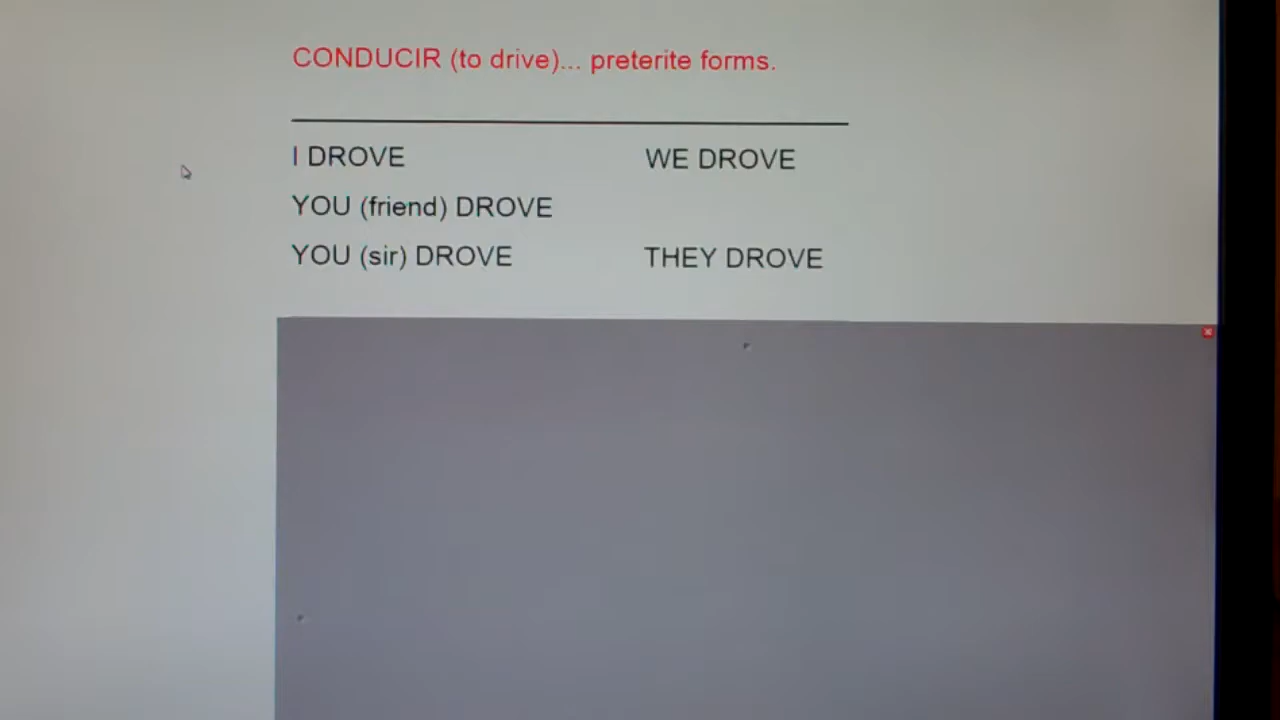 CONDUCIR (to drive)... preterite forms.
I DROVE WE DROVE
YOU (friend) DROVE
YOU (sir) DROVE THEY DROVE